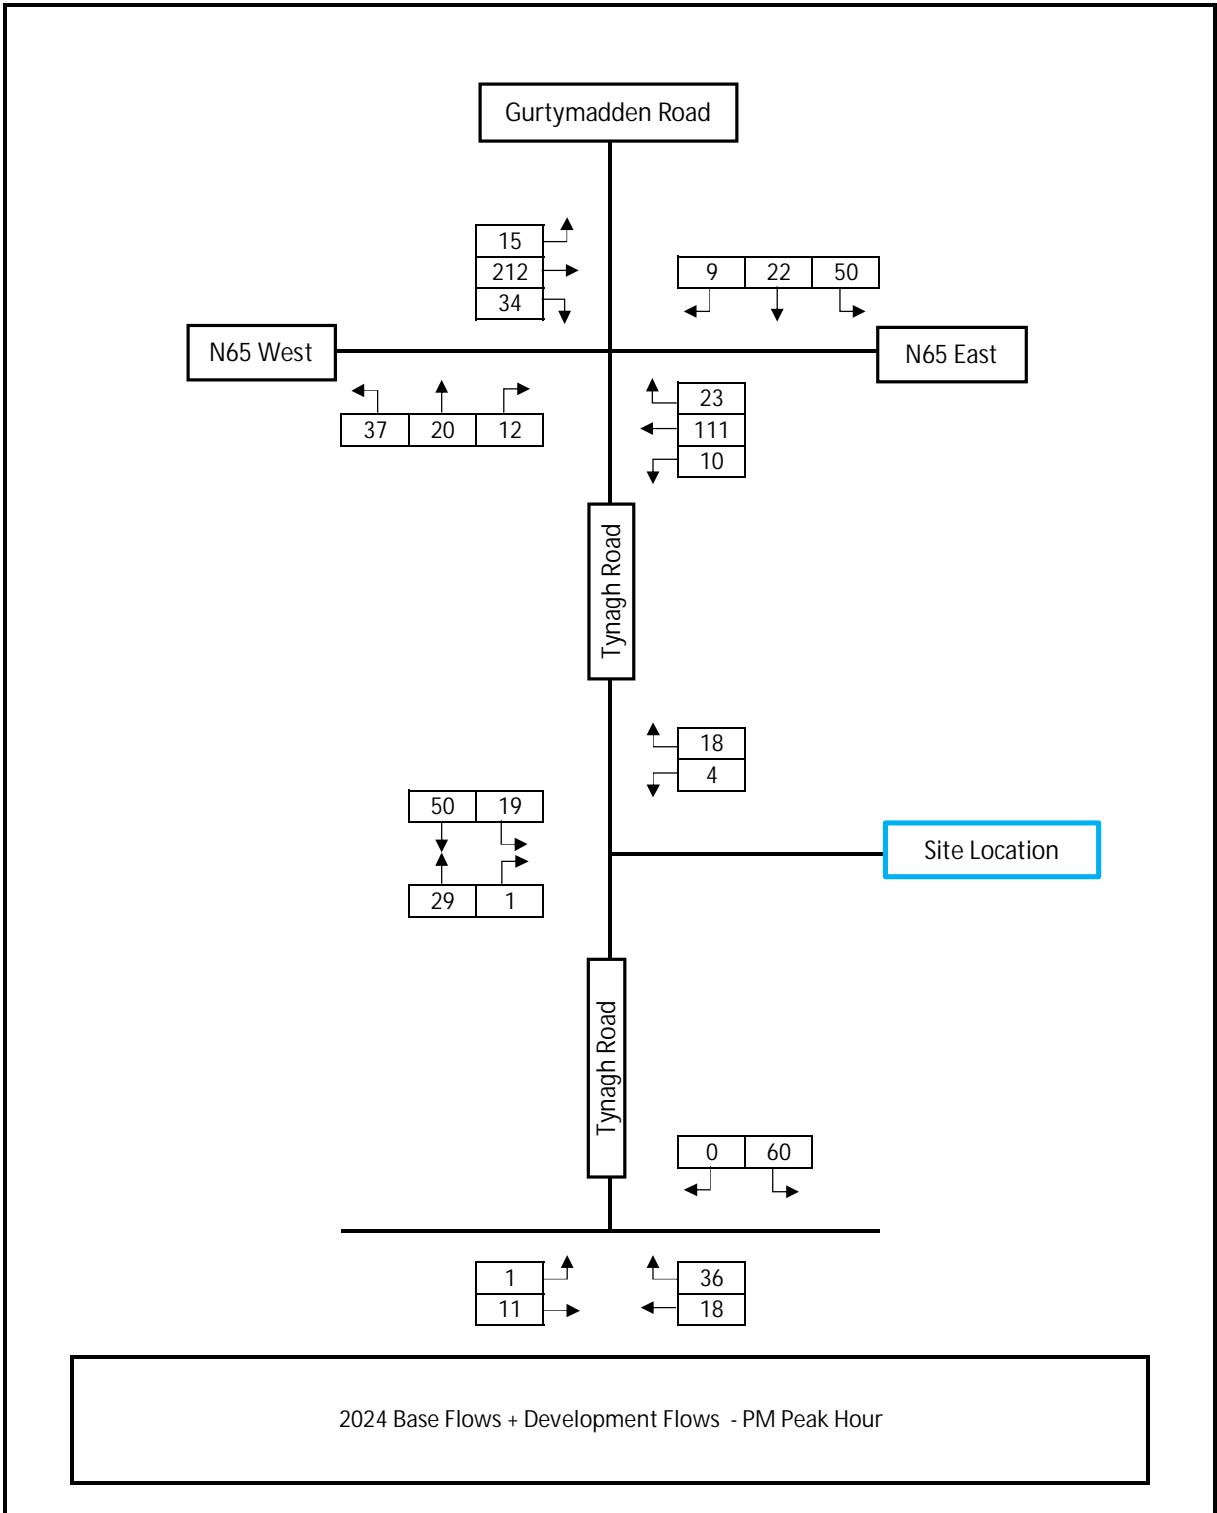 Gurtymadden Road
15
212
34
9 22 50
N65 West
N65 East
37 20 12
23
111
10
Tynagh Road
18
4
50 19
Site Location
29 1
Tynagh Road
0 60
1
11
36
18
2024 Base Flows + Development Flows - PM Peak Hour